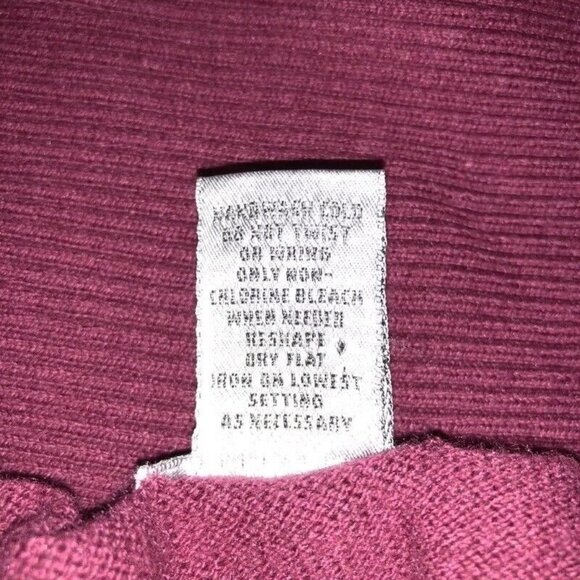 HANDWASH COLD
DO NOT TWIST
OR WRING
ONLY NON-
CHLORINE BLEACH
WHEN NEEDED
RESHAPE
DRY FLAT
IRON ON LOWEST
SETTING
AS NECESSARY